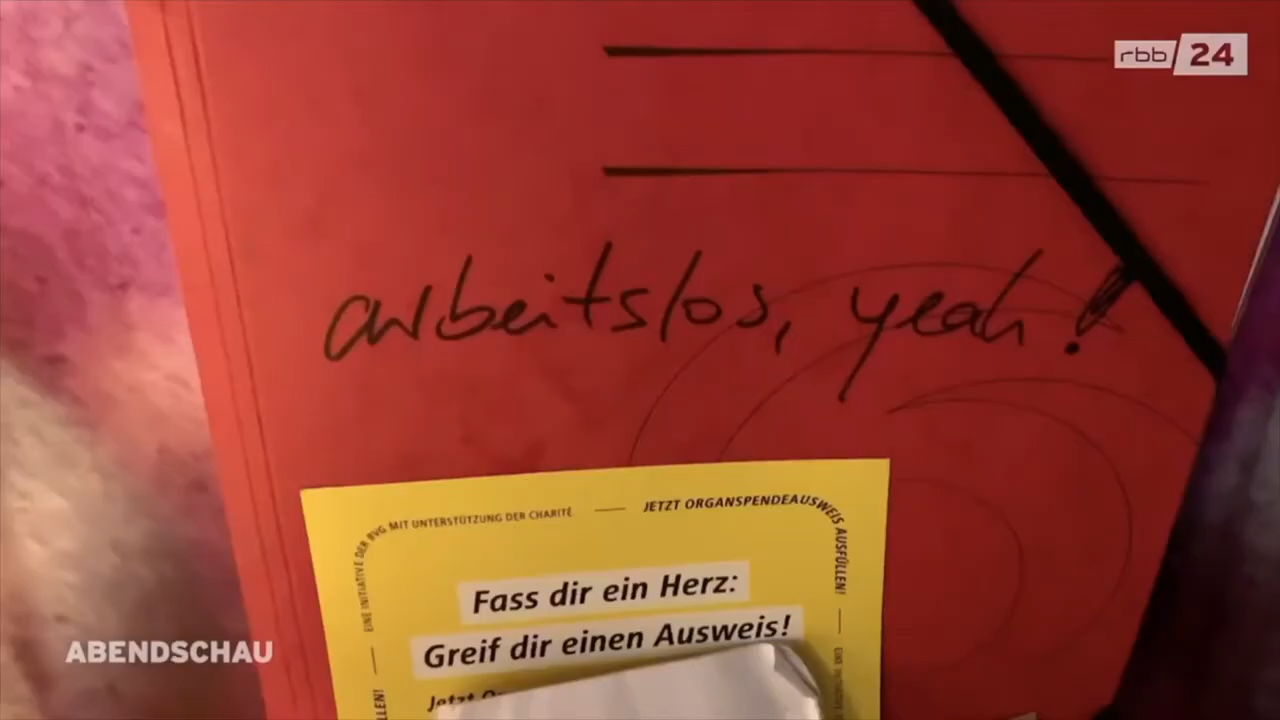 rbb 24
arbeitslos, yeah!
EINE INITIATIVE DER BVG MIT UNTERSTÜTZUNG DER CHARITÉ — JETZT ORGANSPENDEAUSWEIS AUSFÜLLEN! —
Fass dir ein Herz:
Greif dir einen Ausweis!
Jetzt
ABENDSCHAU